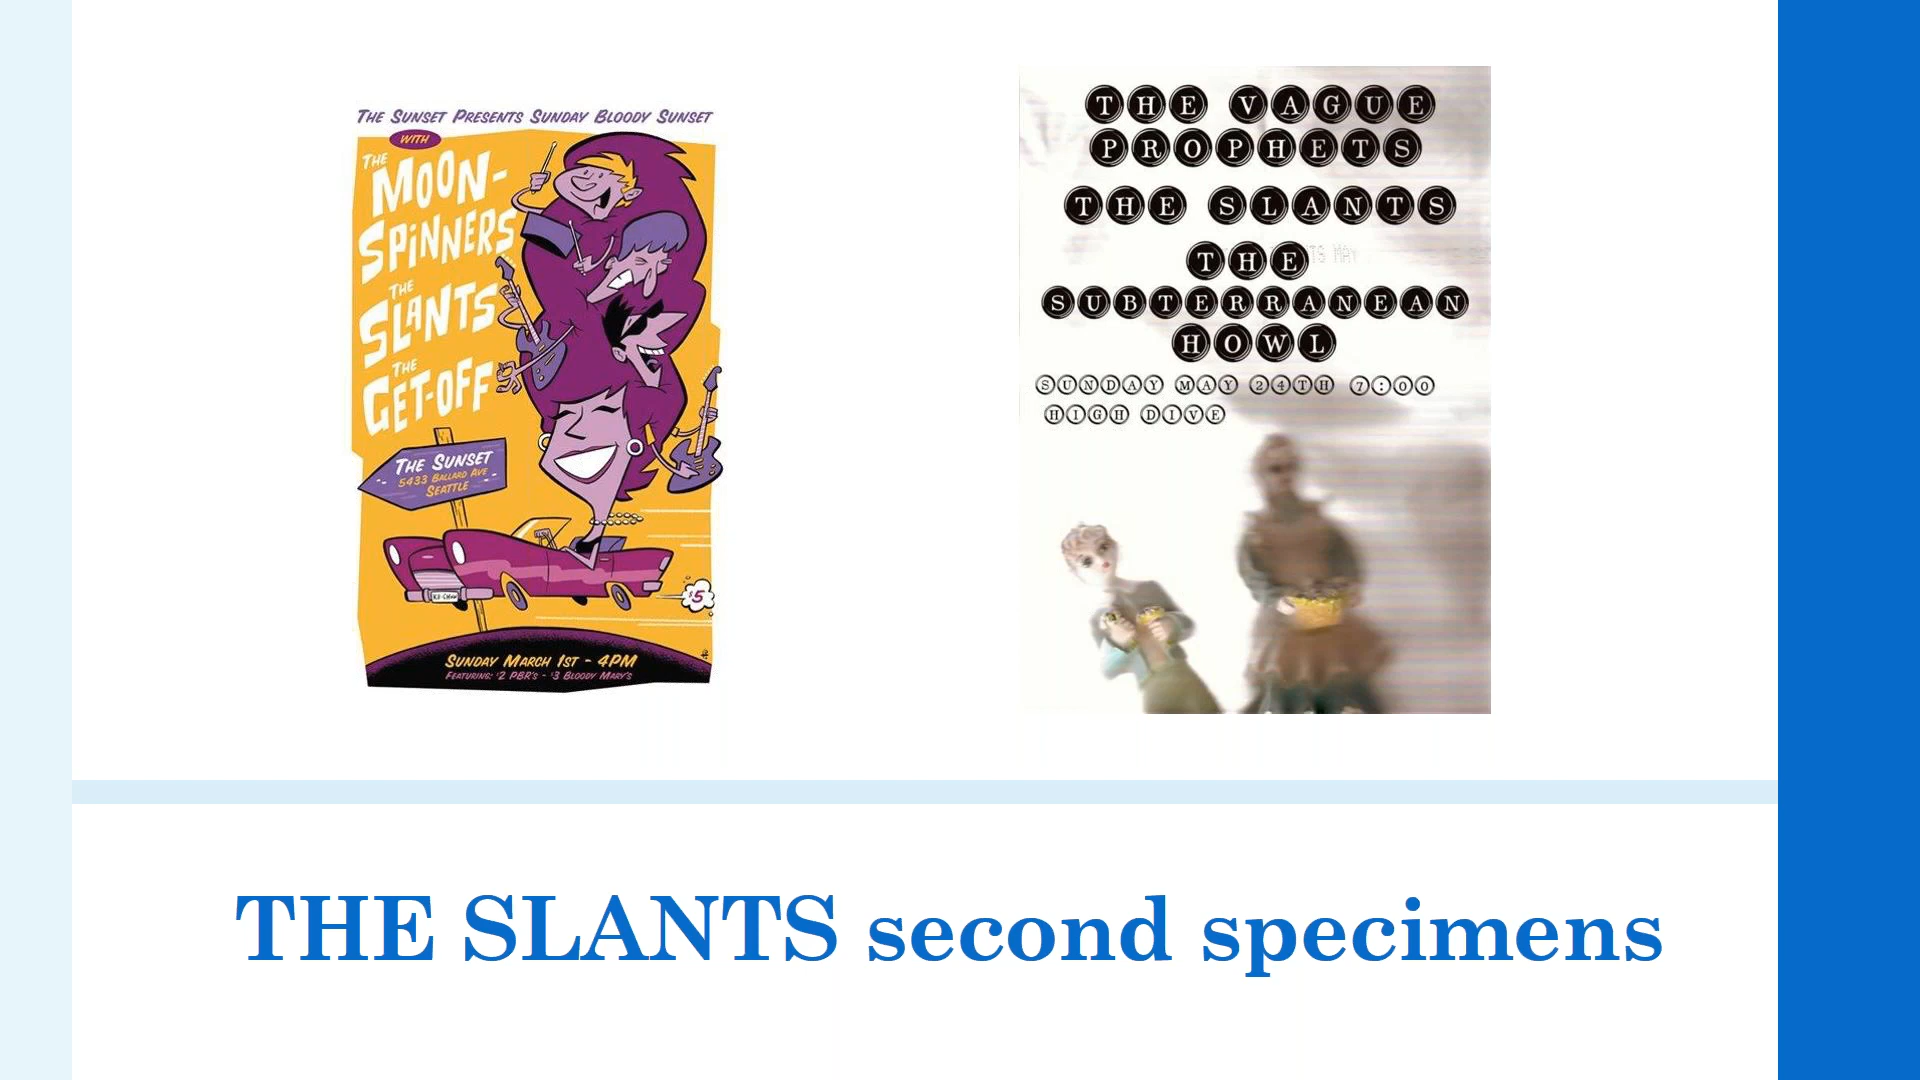 THE SUNSET PRESENTS SUNDAY BLOODY SUNSET
WITH
THE
MOON-
SPINNERS
THE
SLANTS
THE
GET-OFF
THE SUNSET
5433 BALLARD AVE
SEATTLE
$5
SUNDAY MARCH 1ST - 4PM
FEATURING: $2 PBR'S - $3 BLOODY MARY'S
THE VAGUE
PROPHETS
THE SLANTS
THE
SUBTERRANEAN
HOWL
SUNDAY MAY 24TH 7:00
HIGH DIVE
THE SLANTS second specimens